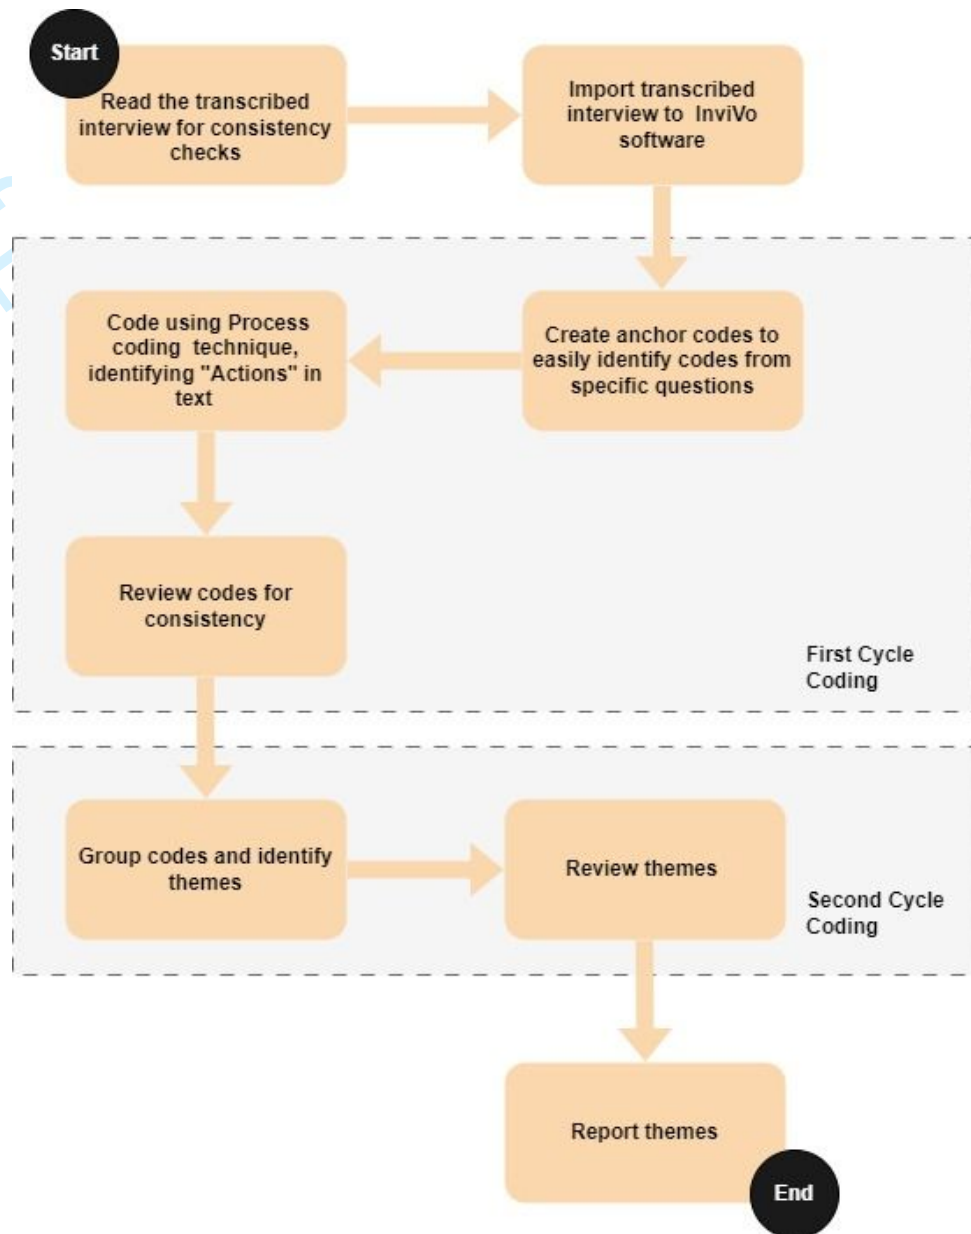 Start
Read the transcribed
interview for consistency
checks
Import transcribed
interview to InviVo
software
Create anchor codes to
easily identify codes from
specific questions
Code using Process
coding technique,
identifying "Actions" in
text
Review codes for
consistency
First Cycle
Coding
Group codes and identify
themes
Review themes
Second Cycle
Coding
Report themes
End